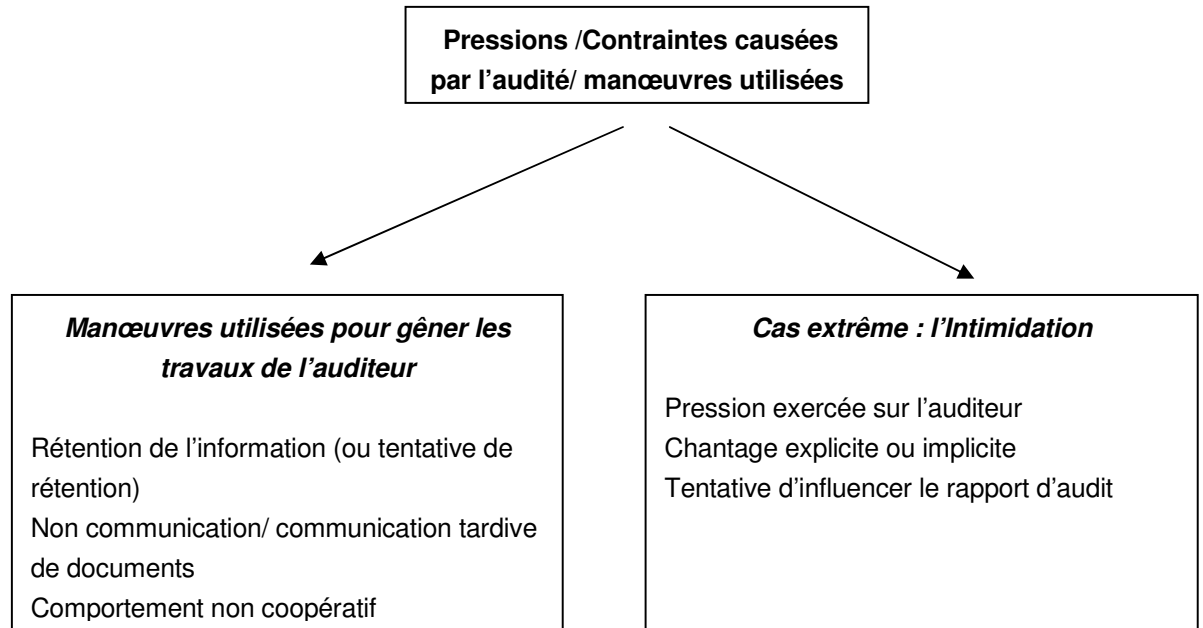 Pressions /Contraintes causées
par l’audité/ manœuvres utilisées
Manœuvres utilisées pour gêner les
travaux de l’auditeur
Rétention de l’information (ou tentative de
rétention)
Non communication/ communication tardive
de documents
Comportement non coopératif
Cas extrême : l’Intimidation
Pression exercée sur l’auditeur
Chantage explicite ou implicite
Tentative d’influencer le rapport d’audit